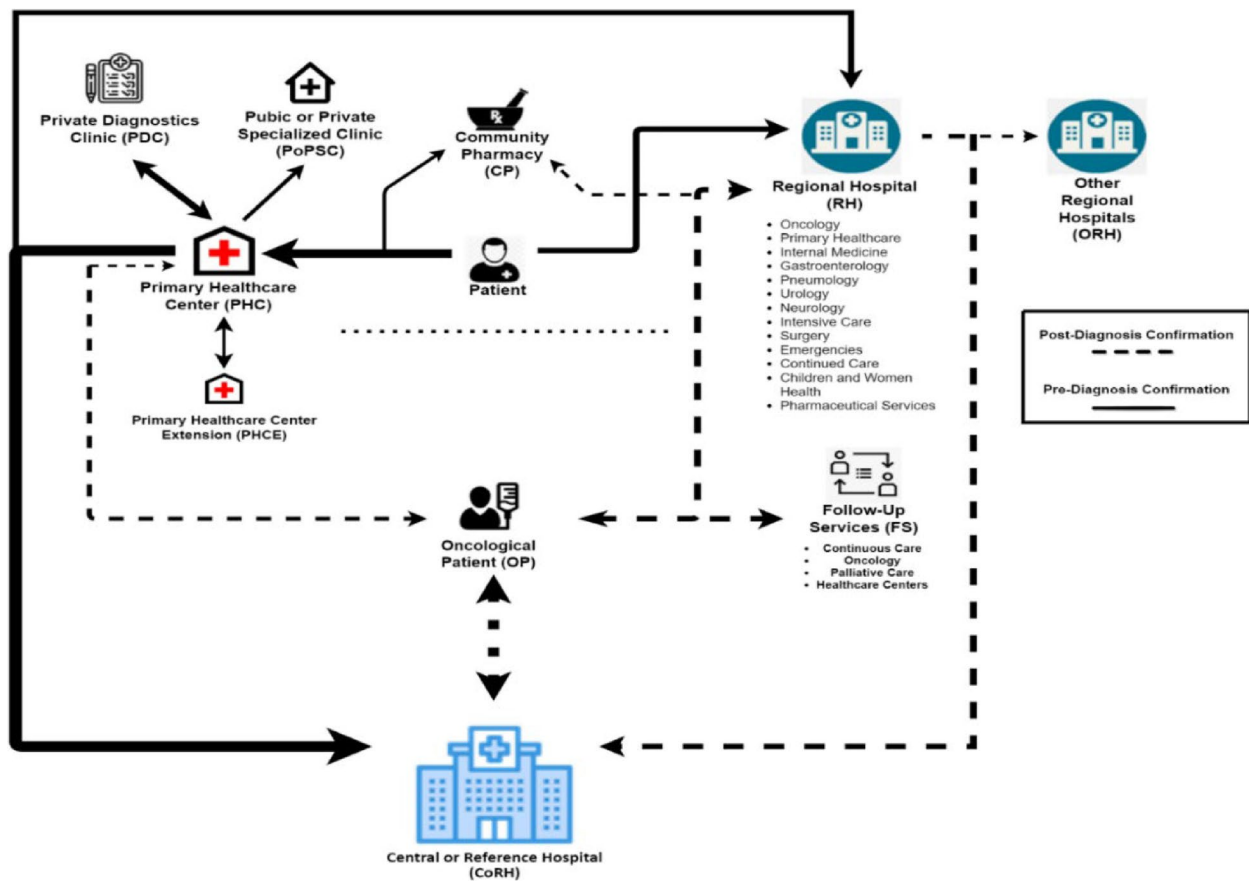 Private Diagnostics
Clinic (PDC)
Pubic or Private
Specialized Clinic
(PoPSC)
Rx
Community
Pharmacy
(CP)
Regional Hospital
(RH)
• Oncology
• Primary Healthcare
• Internal Medicine
• Gastroenterology
• Pneumology
• Urology
• Neurology
• Intensive Care
• Surgery
• Emergencies
• Continued Care
• Children and Women
Health
• Pharmaceutical Services
Other
Regional
Hospitals
(ORH)
Primary Healthcare
Center (PHC)
Patient
Primary Healthcare Center
Extension (PHCE)
Post-Diagnosis Confirmation
Pre-Diagnosis Confirmation
Oncological
Patient (OP)
Follow-Up
Services (FS)
• Continuous Care
• Oncology
• Palliative Care
• Healthcare Centers
Central or Reference Hospital
(CoRH)